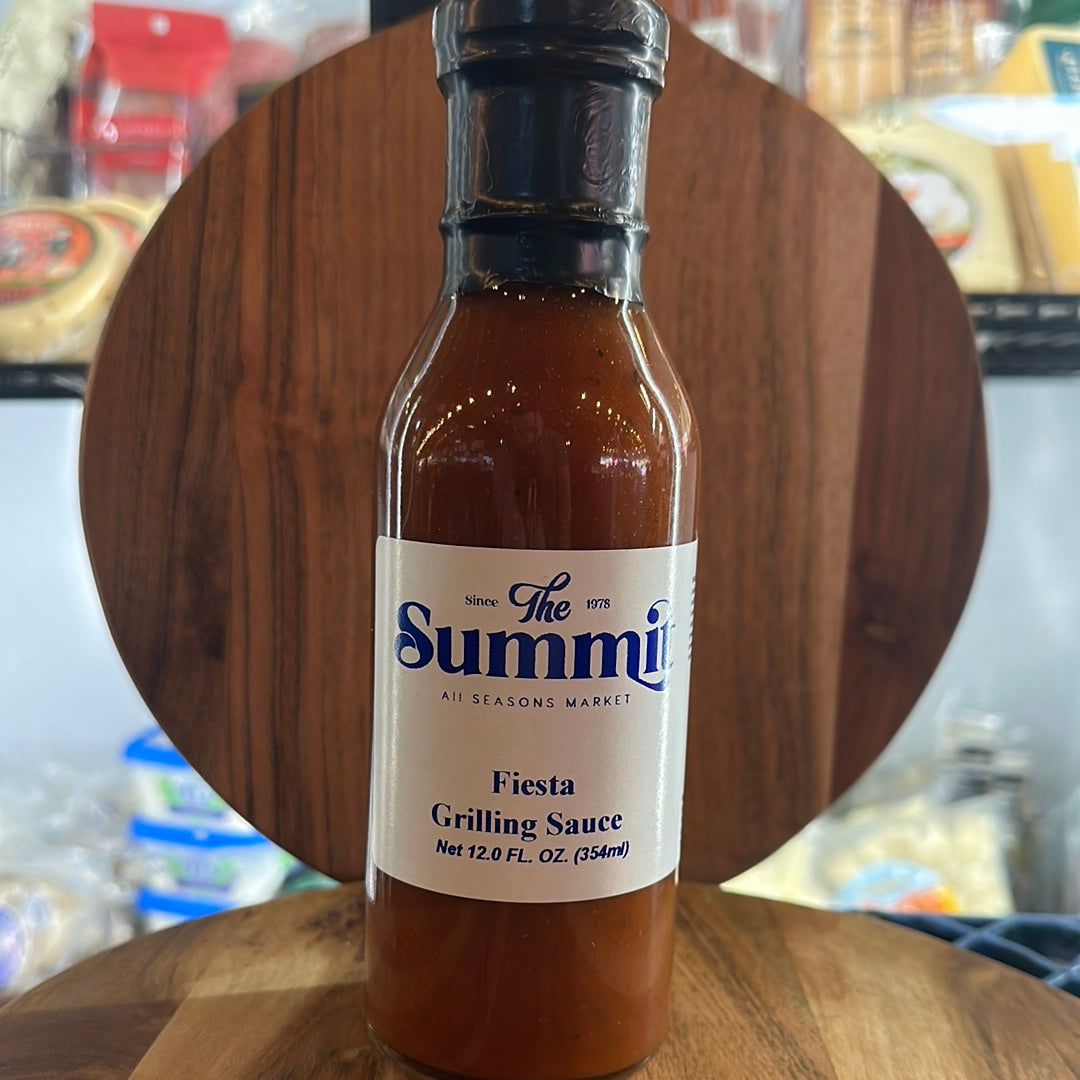 Since The 1978
Summit
All SEASONS MARKET
Fiesta
Grilling Sauce
Net 12.0 FL. OZ. (354ml)